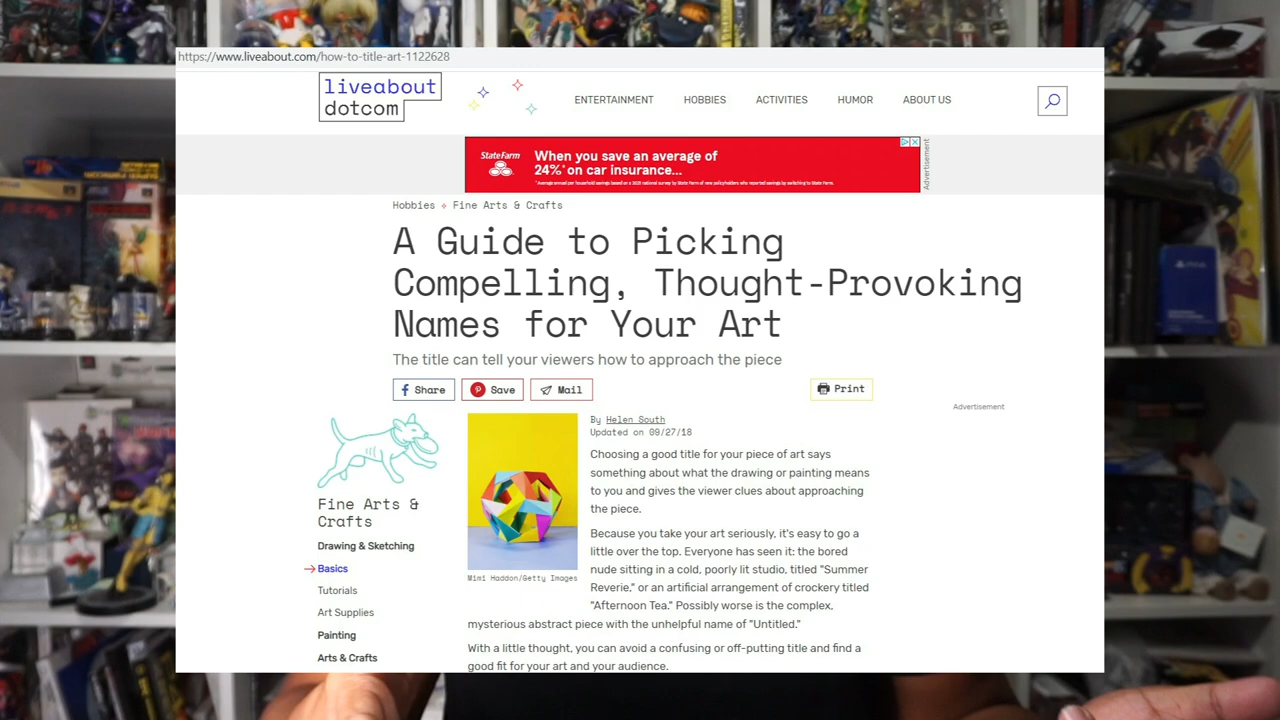 https://www.liveabout.com/how-to-title-art-1122628
liveabout
dotcom
ENTERTAINMENT HOBBIES ACTIVITIES HUMOR ABOUT US
StateFarm
When you save an average of
24%* on car insurance...
Advertisement
Hobbies Fine Arts & Crafts
A Guide to Picking
Compelling, Thought-Provoking
Names for Your Art
The title can tell your viewers how to approach the piece
Share Save Mail Print
Advertisement
By Helen South
Updated on 09/27/18
Choosing a good title for your piece of art says
something about what the drawing or painting means
to you and gives the viewer clues about approaching
the piece.
Because you take your art seriously, it's easy to go a
little over the top. Everyone has seen it: the bored
nude sitting in a cold, poorly lit studio, titled "Summer
Reverie," or an artificial arrangement of crockery titled
"Afternoon Tea." Possibly worse is the complex,
mysterious abstract piece with the unhelpful name of "Untitled."
With a little thought, you can avoid a confusing or off-putting title and find a
good fit for your art and your audience.
Mimi Haddon/Getty Images
Fine Arts &
Crafts
Drawing & Sketching
Basics
Tutorials
Art Supplies
Painting
Arts & Crafts